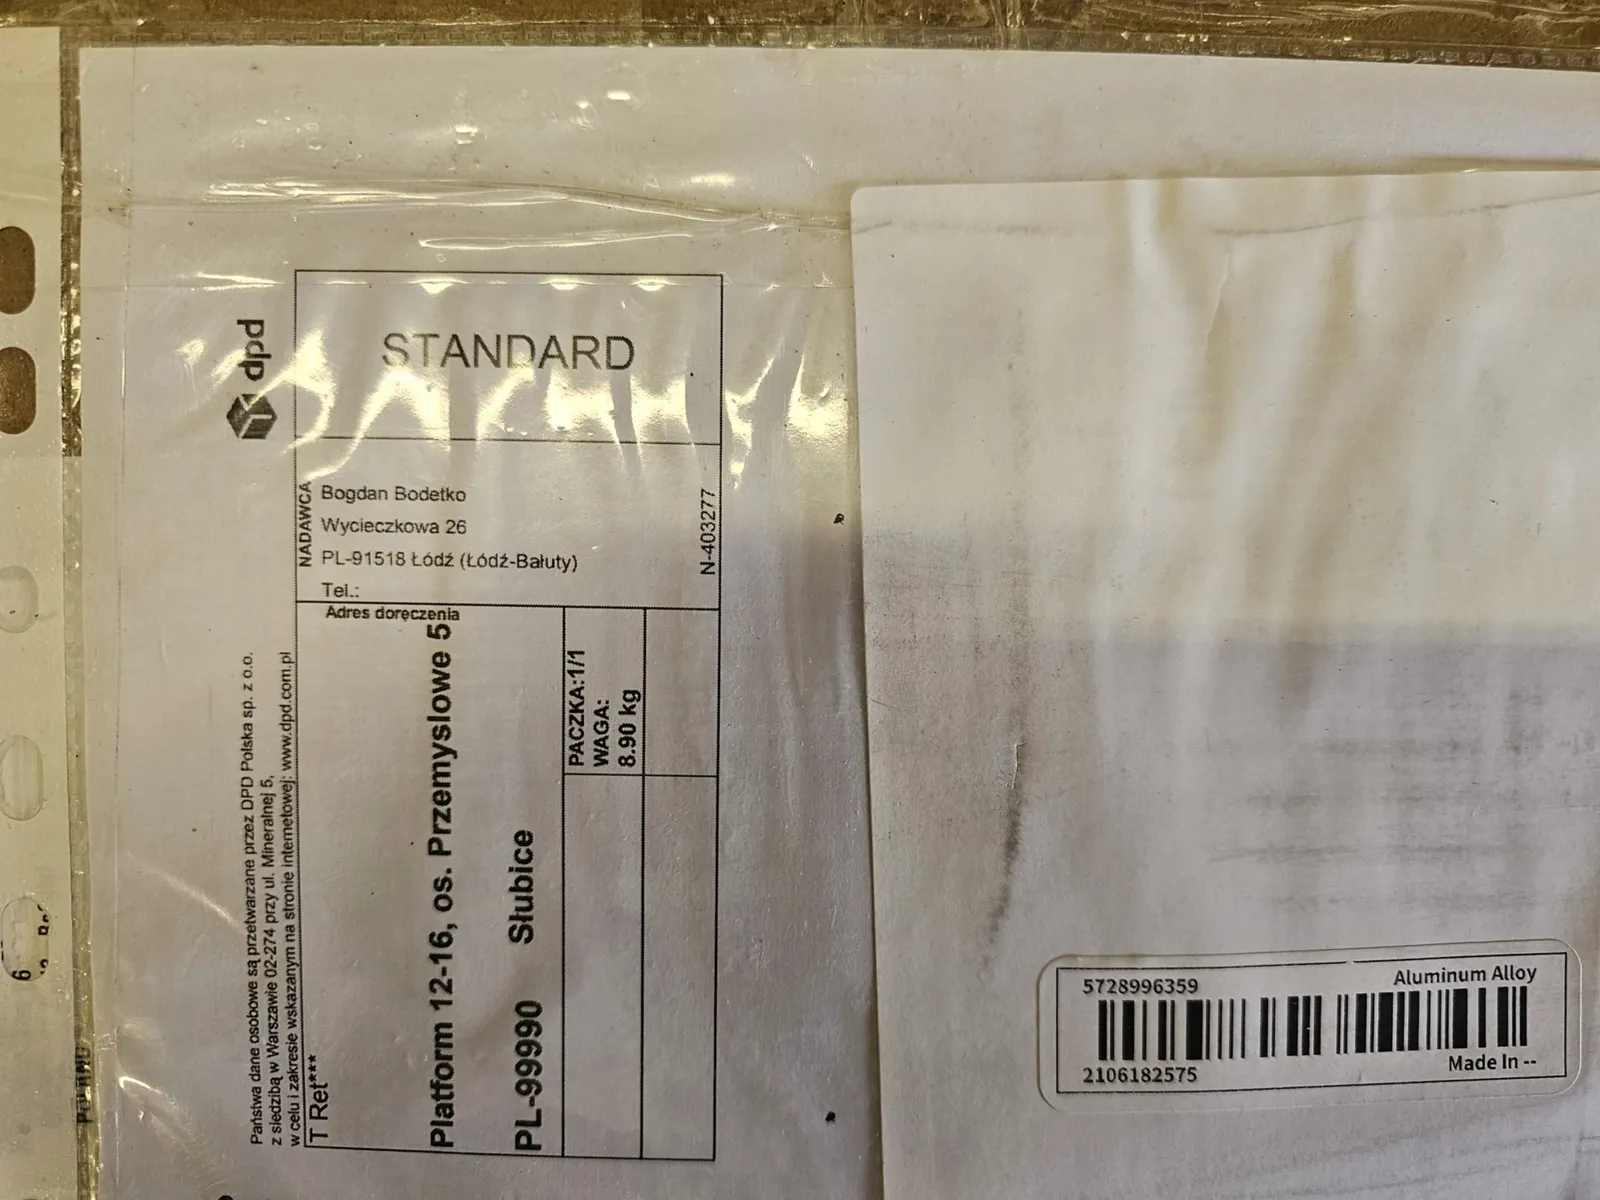 dpd
STANDARD
NADAWCA
Bogdan Bodetko
Wycieczkowa 26
PL-91518 Łódź (Łódź-Bałuty)
Tel.:
N-403277
Państwa dane osobowe są przetwarzane przez DPD Polska sp. z o.o.
z siedzibą w Warszawie 02-274 przy ul. Mineralnej 5,
w celu i zakresie wskazanym na stronie internetowej: www.dpd.com.pl
Adres doręczenia
T Ret***
Platform 12-16, os. Przemyslowe 5
PL-99990 Słubice
PACZKA:1/1
WAGA:
8.90 kg
5728996359
Aluminum Alloy
2106182575
Made In --